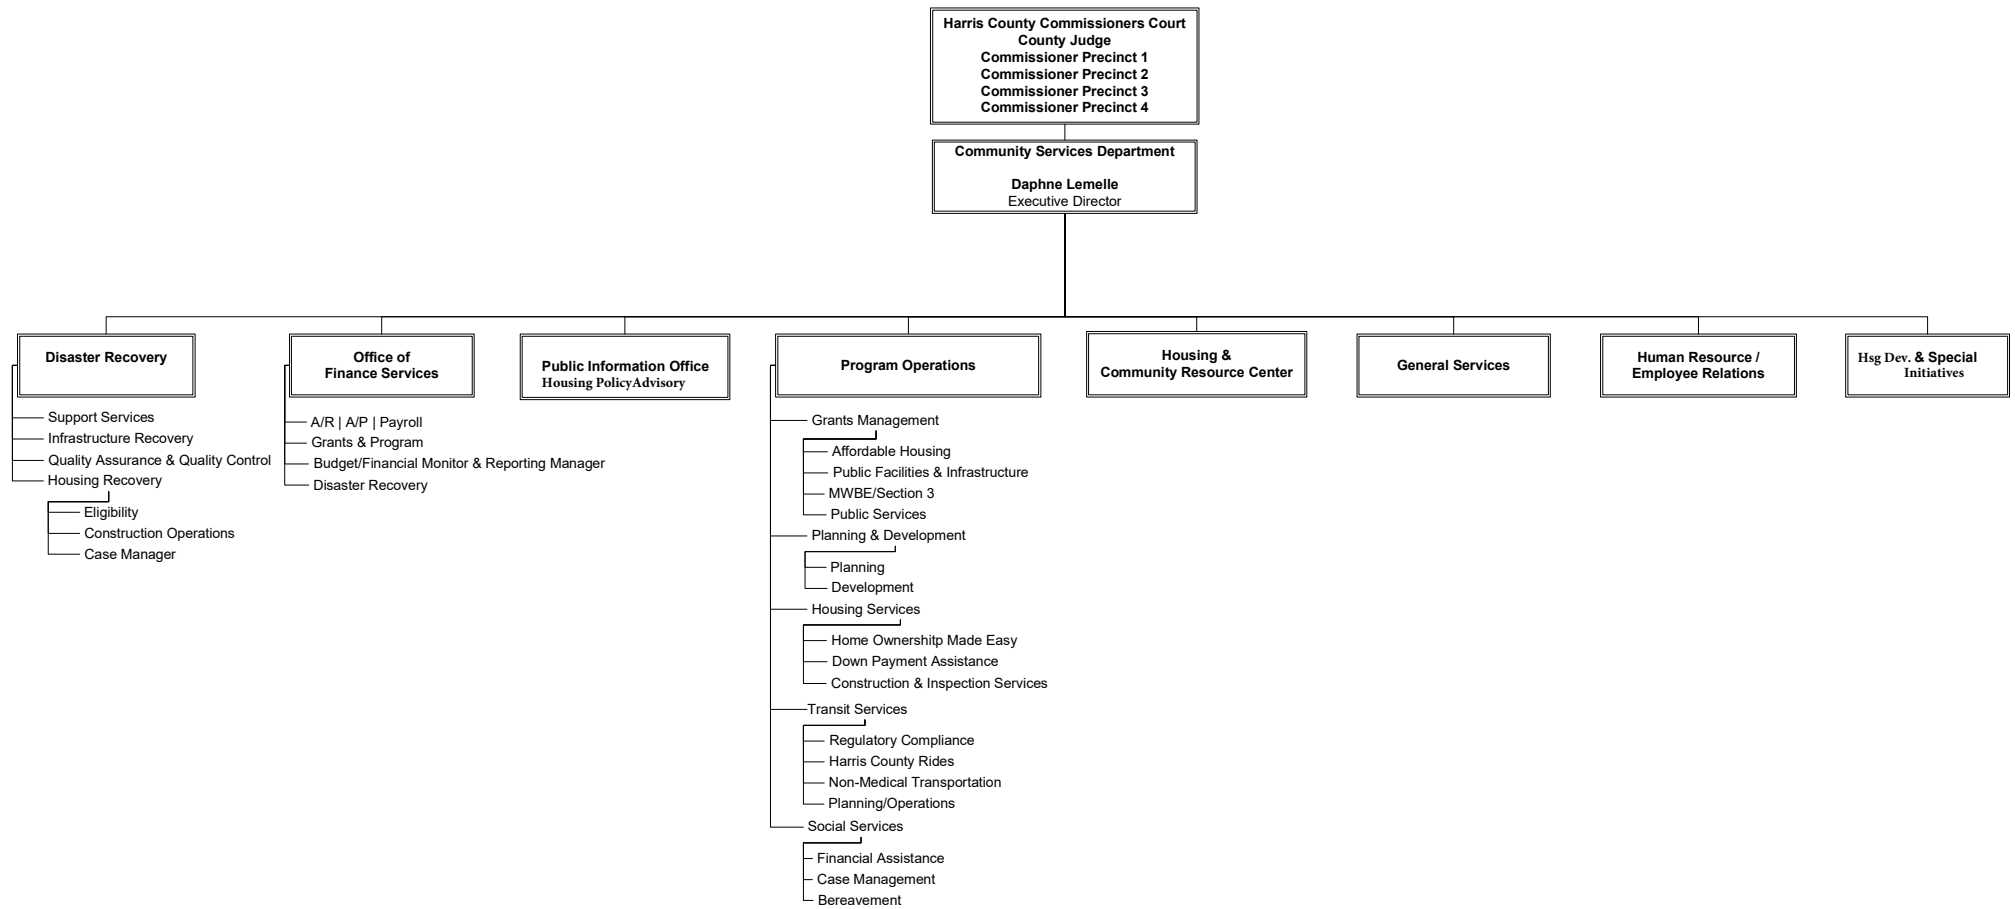 Harris County Commissioners Court
County Judge
Commissioner Precinct 1
Commissioner Precinct 2
Commissioner Precinct 3
Commissioner Precinct 4
Community Services Department
Daphne Lemelle
Executive Director
Disaster Recovery
Support Services
Infrastructure Recovery
Quality Assurance & Quality Control
Housing Recovery
Eligibility
Construction Operations
Case Manager
Office of
Finance Services
A/R | A/P | Payroll
Grants & Program
Budget/Financial Monitor & Reporting Manager
Disaster Recovery
Public Information Office
Housing PolicyAdvisory
Program Operations
Grants Management
Affordable Housing
Public Facilities & Infrastructure
MWBE/Section 3
Public Services
Planning & Development
Planning
Development
Housing Services
Home Ownershitp Made Easy
Down Payment Assistance
Construction & Inspection Services
Transit Services
Regulatory Compliance
Harris County Rides
Non-Medical Transportation
Planning/Operations
Social Services
Financial Assistance
Case Management
Bereavement
Housing &
Community Resource Center
General Services
Human Resource /
Employee Relations
Hsg Dev. & Special
Initiatives